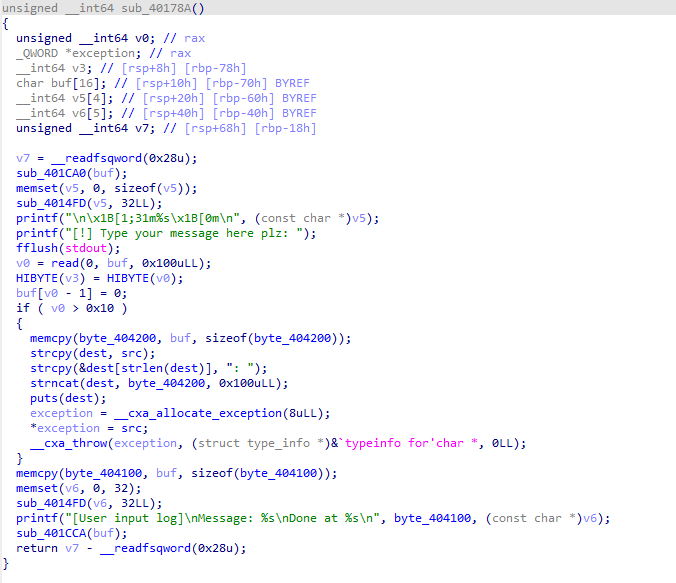 unsigned __int64 sub_40178A()
{
  unsigned __int64 v0; // rax
  _QWORD *exception; // rax
  __int64 v3; // [rsp+8h] [rbp-78h]
  char buf[16]; // [rsp+10h] [rbp-70h] BYREF
  __int64 v5[4]; // [rsp+20h] [rbp-60h] BYREF
  __int64 v6[5]; // [rsp+40h] [rbp-40h] BYREF
  unsigned __int64 v7; // [rsp+68h] [rbp-18h]

  v7 = __readfsqword(0x28u);
  sub_401CA0(buf);
  memset(v5, 0, sizeof(v5));
  sub_4014FD(v5, 32LL);
  printf("\n\x1B[1;31m%s\x1B[0m\n", (const char *)v5);
  printf("[!] Type your message here plz: ");
  fflush(stdout);
  v0 = read(0, buf, 0x100uLL);
  HIBYTE(v3) = HIBYTE(v0);
  buf[v0 - 1] = 0;
  if ( v0 > 0x10 )
  {
    memcpy(byte_404200, buf, sizeof(byte_404200));
    strcpy(dest, src);
    strcpy(&dest[strlen(dest)], ": ");
    strncat(dest, byte_404200, 0x100uLL);
    puts(dest);
    exception = __cxa_allocate_exception(8uLL);
    *exception = src;
    __cxa_throw(exception, (struct type_info *)&`typeinfo for'char *, 0LL);
  }
  memcpy(byte_404100, buf, sizeof(byte_404100));
  memset(v6, 0, 32);
  sub_4014FD(v6, 32LL);
  printf("[User input log]\nMessage: %s\nDone at %s\n", byte_404100, (const char *)v6);
  sub_401CCA(buf);
  return v7 - __readfsqword(0x28u);
}